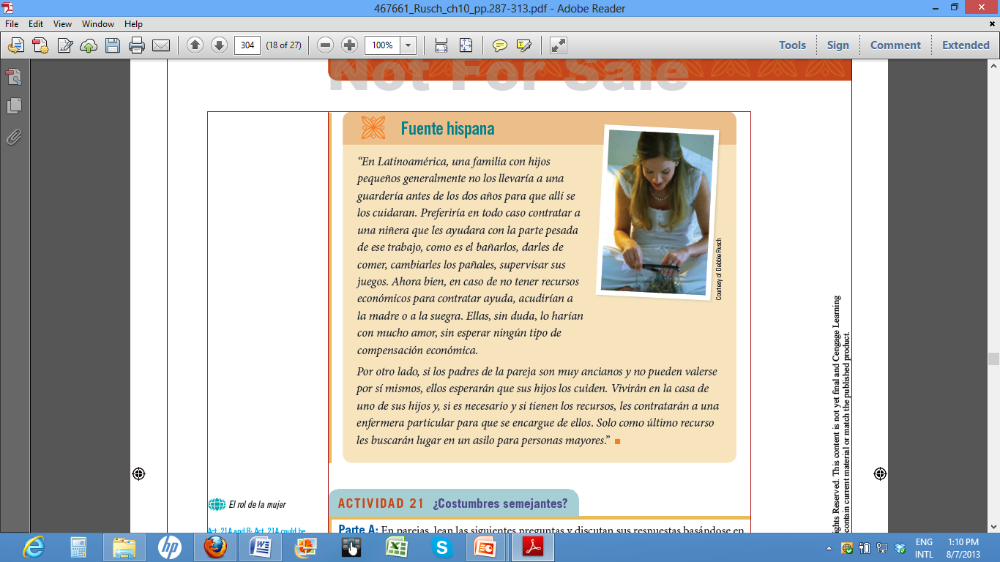 467661_Rusch_ch10_pp.287-313.pdf - Adobe Reader
File Edit View Window Help
304 (18 of 27) 100% Tools Sign Comment Extended
Not For Sale
Fuente hispana
“En Latinoamérica, una familia con hijos
pequeños generalmente no los llevaría a una
guardería antes de los dos años para que allí se
los cuidaran. Preferiría en todo caso contratar a
una niñera que les ayudara con la parte pesada
de ese trabajo, como es el bañarlos, darles de
comer, cambiarles los pañales, supervisar sus
juegos. Ahora bien, en caso de no tener recursos
económicos para contratar ayuda, acudirían a
la madre o a la suegra. Ellas, sin duda, lo harían
con mucho amor, sin esperar ningún tipo de
compensación económica.
Courtesy of Debbie Rusch
Por otro lado, si los padres de la pareja son muy ancianos y no pueden valerse
por sí mismos, ellos esperarán que sus hijos los cuiden. Vivirán en la casa de
uno de sus hijos y, si es necesario y si tienen los recursos, les contratarán a una
enfermera particular para que se encargue de ellos. Solo como último recurso
les buscarán lugar en un asilo para personas mayores.”
El rol de la mujer
ACTIVIDAD 21 ¿Costumbres semejantes?
Act. 21A and B: Act. 21A could be
Parte A: En parejas, lean las siguientes preguntas y discutan sus respuestas basándose en
ghts Reserved. This content is not yet final and Cengage Learning
contain current material or match the published product.
hp
ENG
INTL
1:10 PM
8/7/2013